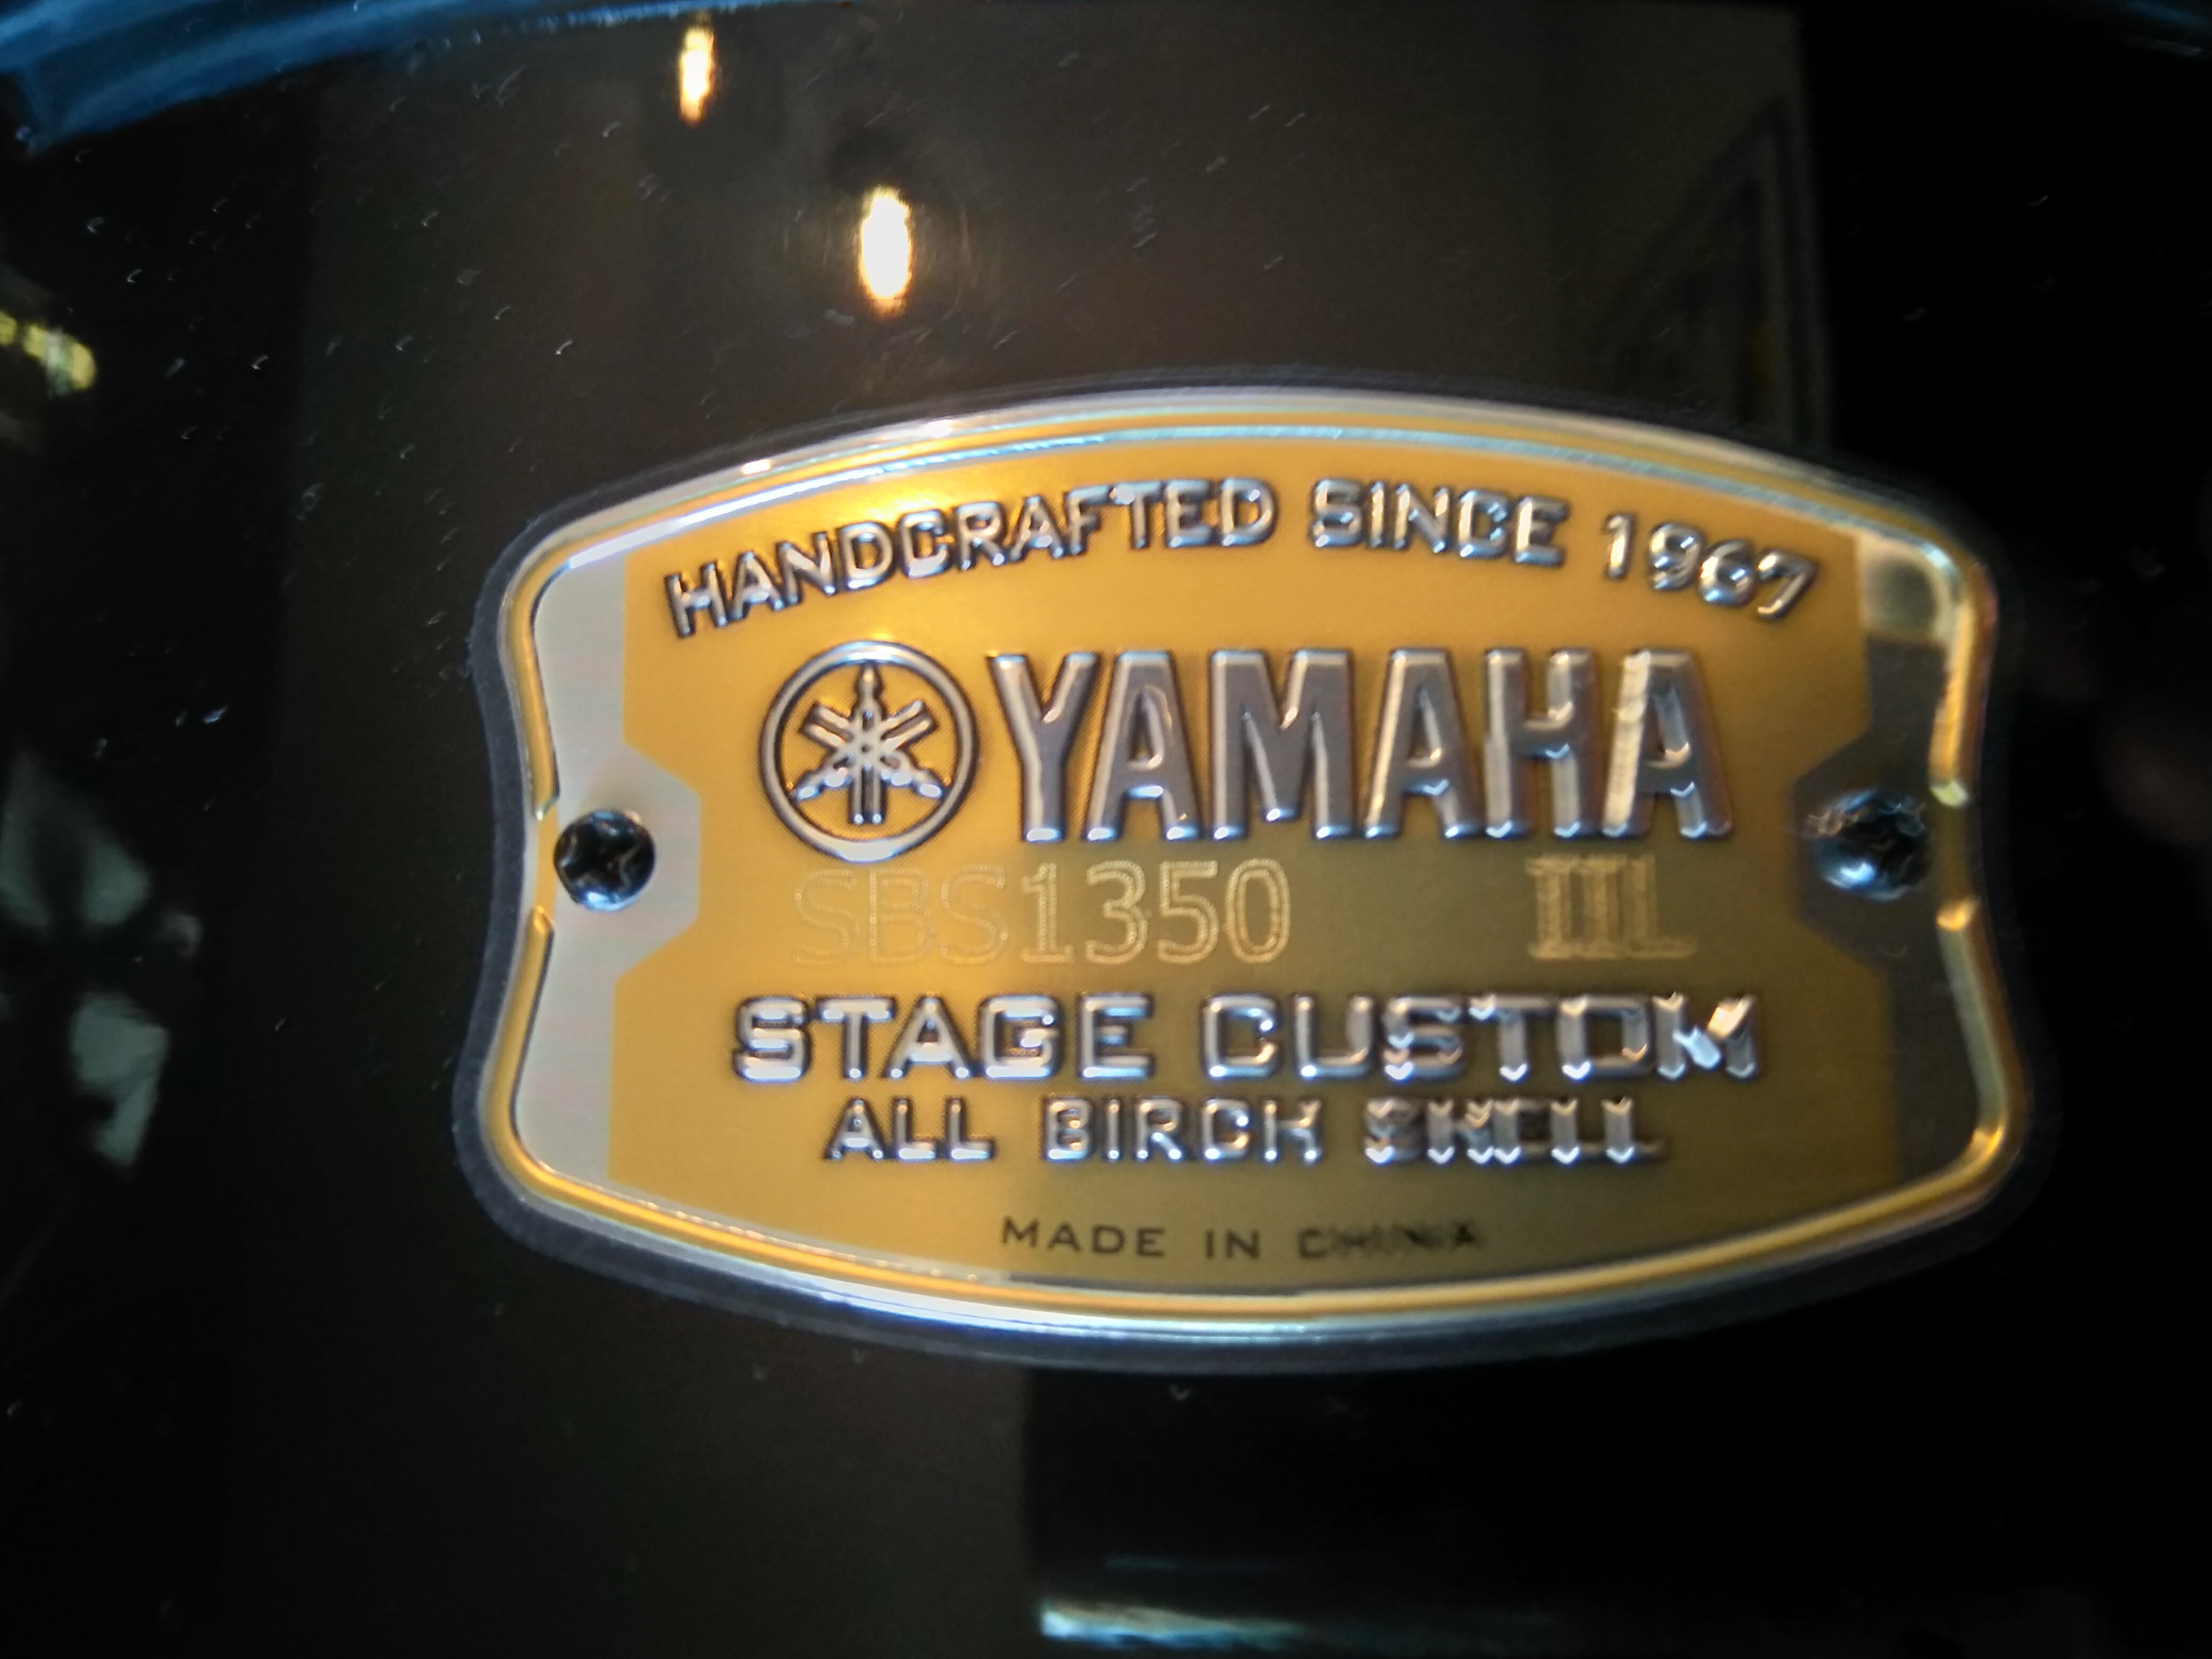 HANDCRAFTED SINCE 1967
YAMAHA
SBS1350 IIL
STAGE CUSTOM
ALL BIRCH SHELL
MADE IN CHINA